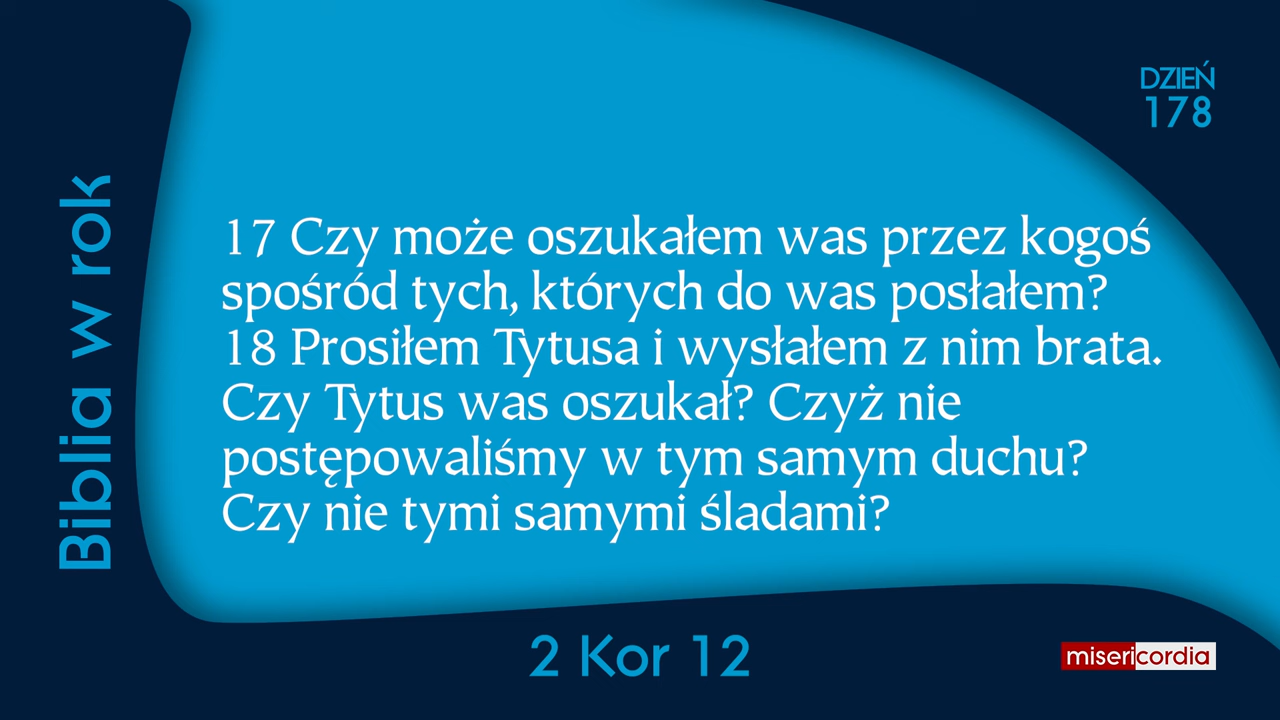 DZIEŃ
178
Biblia w rok
17 Czy może oszukałem was przez kogoś
spośród tych, których do was posłałem?
18 Prosiłem Tytusa i wysłałem z nim brata.
Czy Tytus was oszukał? Czyż nie
postępowaliśmy w tym samym duchu?
Czy nie tymi samymi śladami?
2 Kor 12
misericordia